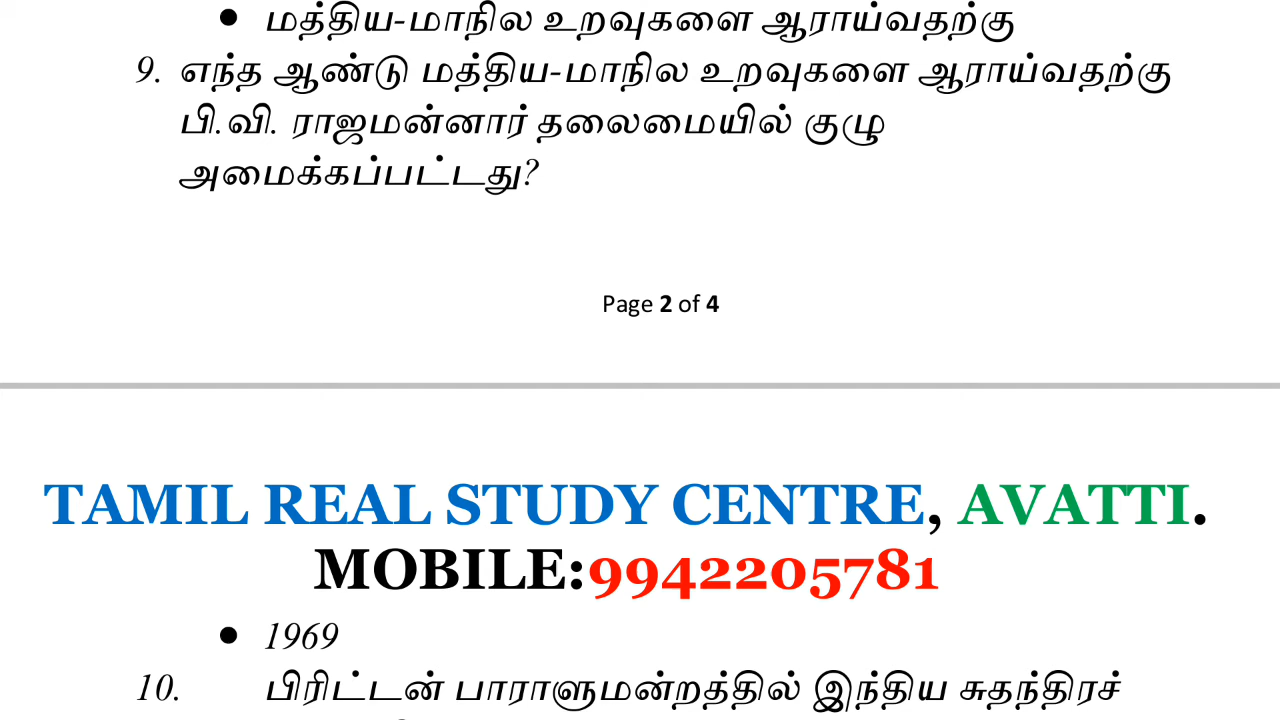 • மத்திய-மாநில உறவுகளை ஆராய்வதற்கு
9. எந்த ஆண்டு மத்திய-மாநில உறவுகளை ஆராய்வதற்கு
பி.வி. ராஜமன்னார் தலைமையில் குழு
அமைக்கப்பட்டது?
Page 2 of 4
TAMIL REAL STUDY CENTRE, AVATTI.
MOBILE:9942205781
• 1969
10. பிரிட்டன் பாராளுமன்றத்தில் இந்திய சுதந்திரச்